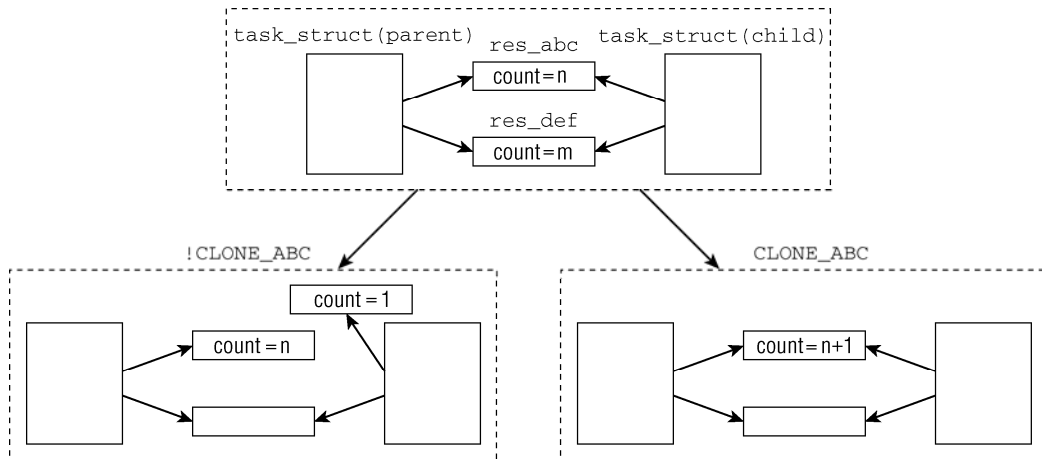 task_struct(parent) res_abc task_struct(child)
count=n
res_def
count=m
!CLONE_ABC
CLONE_ABC
count=1
count=n
count=n+1